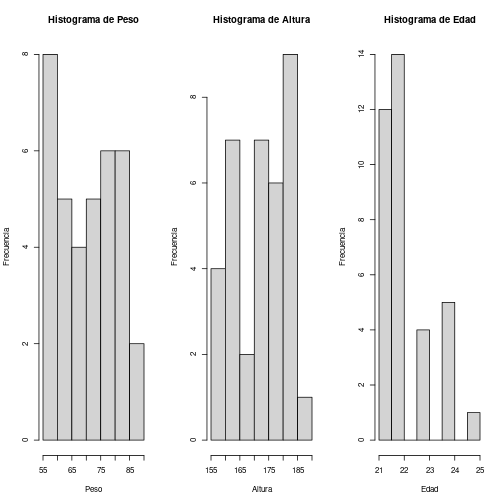 Histograma de Peso
Frecuencia
0 2 4 6 8
55 65 75 85
Peso
Histograma de Altura
Frecuencia
0 2 4 6 8
155 165 175 185
Altura
Histograma de Edad
Frecuencia
0 2 4 6 8 10 12 14
21 22 23 24 25
Edad